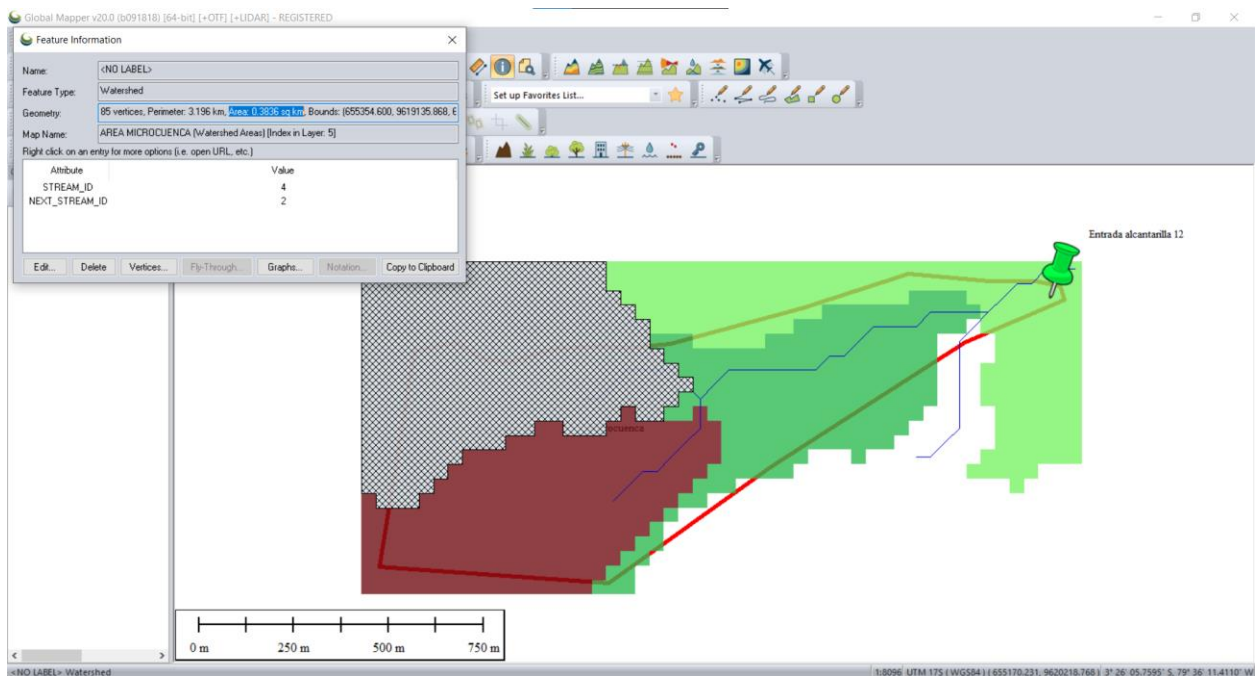 Global Mapper v20.0 (b091818) [64-bit] [+OTF] [+LIDAR] - REGISTERED
Feature Information
Name: <NO LABEL>
Feature Type: Watershed
Geometry: 85 vertices, Perimeter: 3.196 km, Area: 0.3836 sq km, Bounds: (655354.600, 9619135.868, 6
Map Name: AREA MICROCUENCA (Watershed Areas) [Index in Layer: 5]
Right click on an entry for more options (i.e. open URL, etc.)
Attribute Value
STREAM_ID 4
NEXT_STREAM_ID 2
Edit... Delete Vertices... Fly-Through... Graphs... Notation... Copy to Clipboard
Set up Favorites List...
Entrada alcantarilla 12
ocuenca
0 m 250 m 500 m 750 m
<NO LABEL> Watershed
1:8096 UTM 17S (WGS84) ( 655170.231, 9620218.768 ) 3° 26' 05.7595" S, 79° 36' 11.4110" W